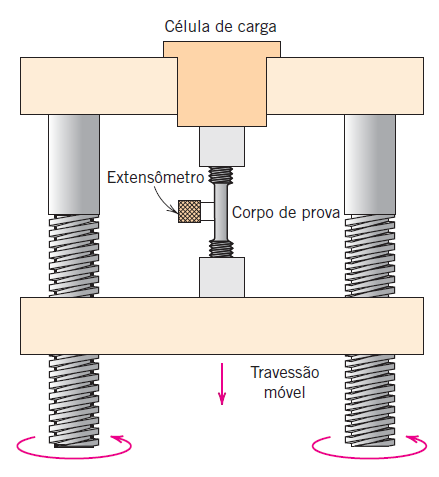 Célula de carga
Extensômetro
Corpo de prova
Travessão
móvel